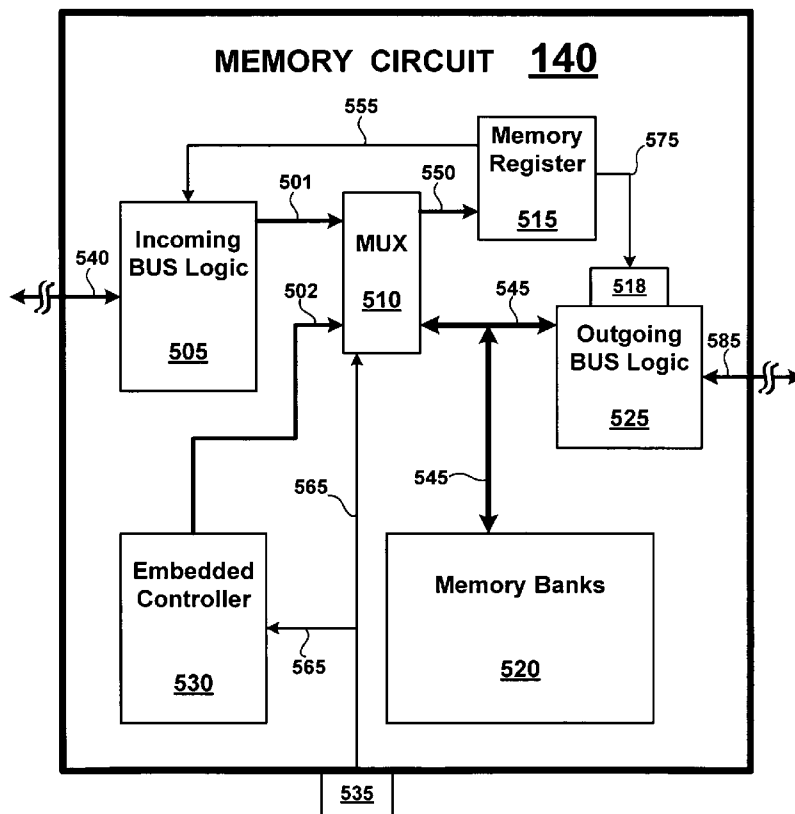 MEMORY CIRCUIT 140
555
Memory
Register
515
575
501
550
Incoming
BUS Logic
505
MUX
510
540
502
518
545
Outgoing
BUS Logic
525
585
565
545
Embedded
Controller
530
565
Memory Banks
520
535